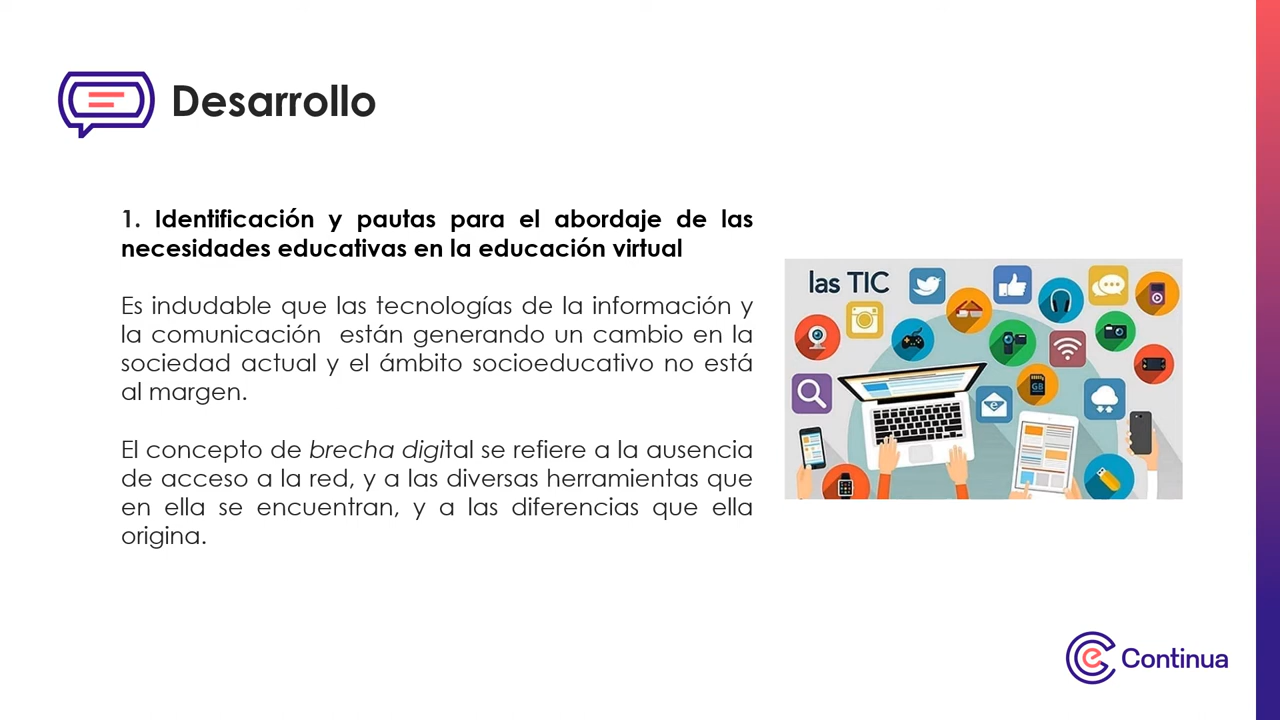 Desarrollo
1. Identificación y pautas para el abordaje de las
necesidades educativas en la educación virtual
Es indudable que las tecnologías de la información y
la comunicación están generando un cambio en la
sociedad actual y el ámbito socioeducativo no está
al margen.
El concepto de brecha digital se refiere a la ausencia
de acceso a la red, y a las diversas herramientas que
en ella se encuentran, y a las diferencias que ella
origina.
las TIC
GB
e
e Continua